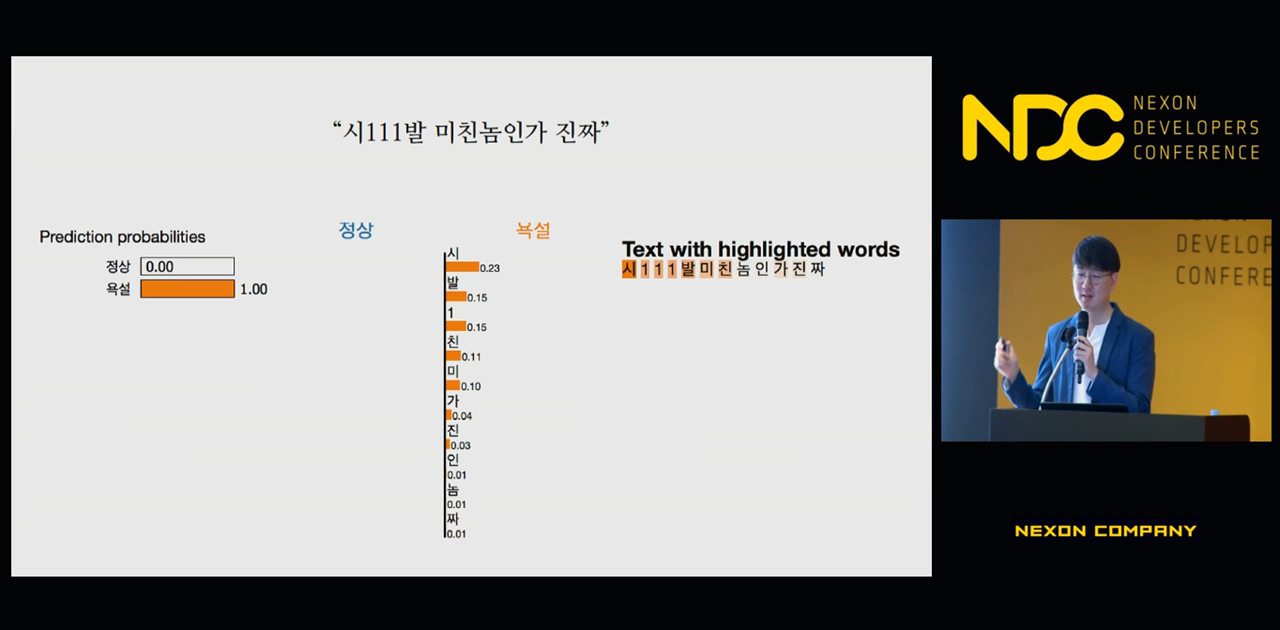 “시111발 미친놈인가 진짜”
Prediction probabilities
정상 0.00
욕설 1.00
정상 욕설
시
0.23
발
0.15
1
0.15
친
0.11
미
0.10
가
0.04
진
0.03
인
0.01
놈
0.01
짜
0.01
Text with highlighted words
시111발미친놈인가진짜
NDC
NEXON
DEVELOPERS
CONFERENCE
DEVELOP
CONFERE
NEXON COMPANY